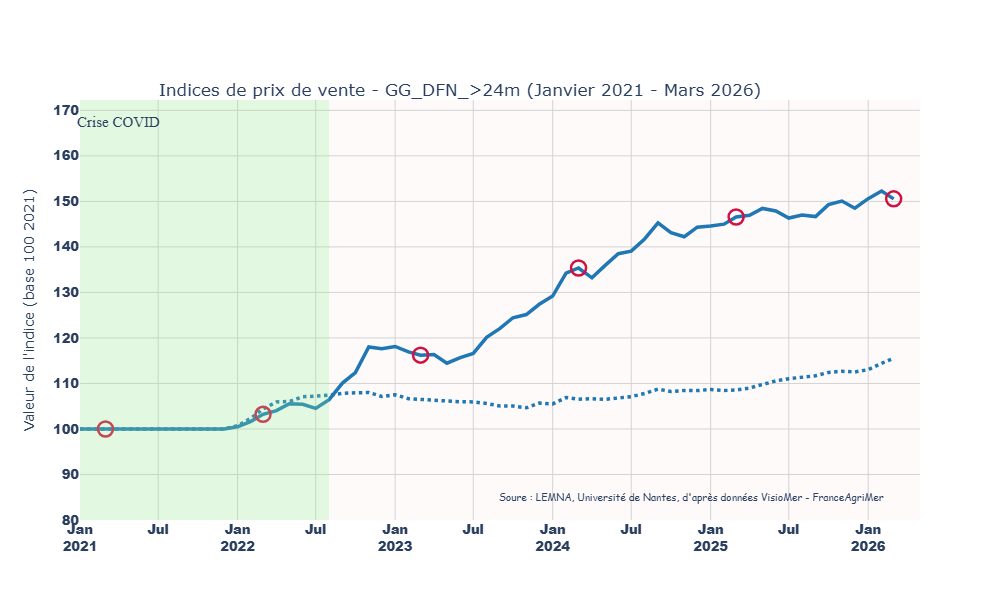 Indices de prix de vente - GG_DFN_>24m (Janvier 2021 - Mars 2026)
Crise COVID
Valeur de l'indice (base 100 2021)
170
160
150
140
130
120
110
100
90
80
Soure : LEMNA, Université de Nantes, d'après données VisioMer - FranceAgriMer
Jan Jul Jan Jul Jan Jul Jan Jul Jan Jul Jan
2021 2022 2023 2024 2025 2026